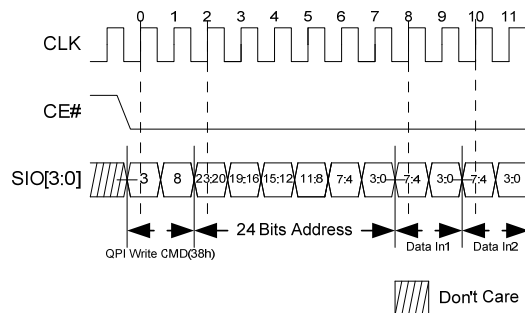 0 1 2 3 4 5 6 7 8 9 10 11
CLK
CE#
SIO[3:0] 3 8 23;20 19;16 15;12 11;8 7;4 3;0 7;4 3;0 7;4 3;0
24 Bits Address
QPI Write CMD(38h) Data In1 Data In2
Don't Care